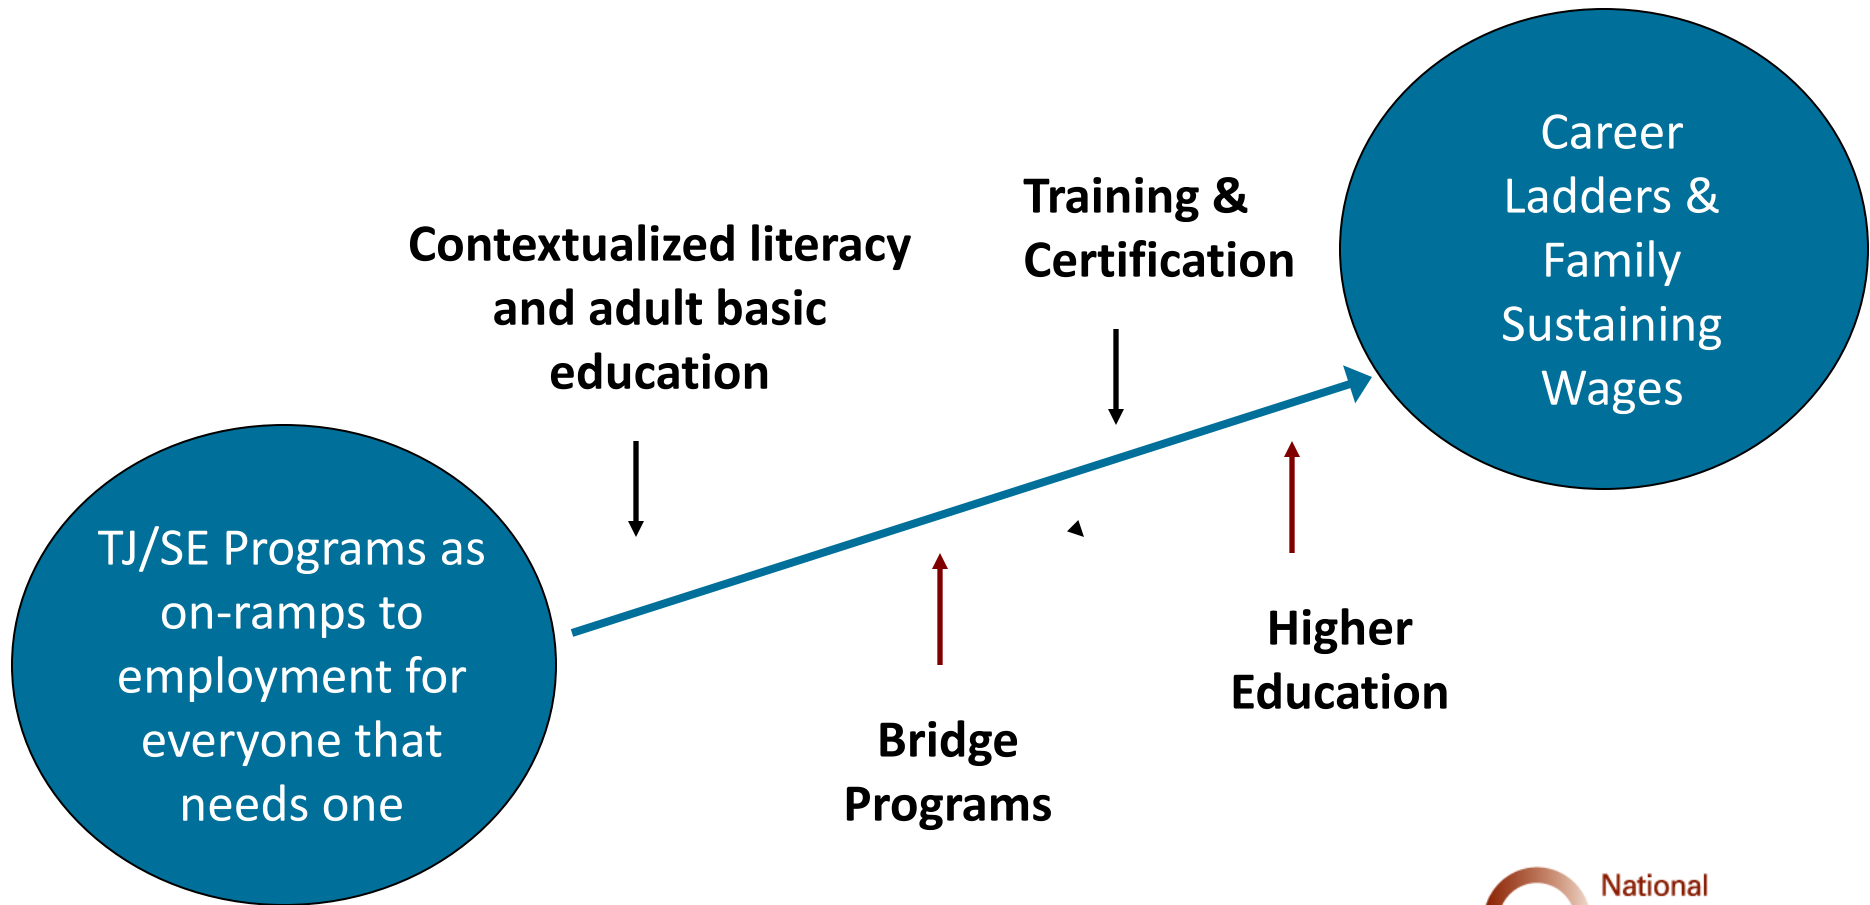 Career
Ladders &
Family
Sustaining
Wages
Training &
Certification
Contextualized literacy
and adult basic
education
TJ/SE Programs as
on-ramps to
employment for
everyone that
needs one
Higher
Education
Bridge
Programs
National